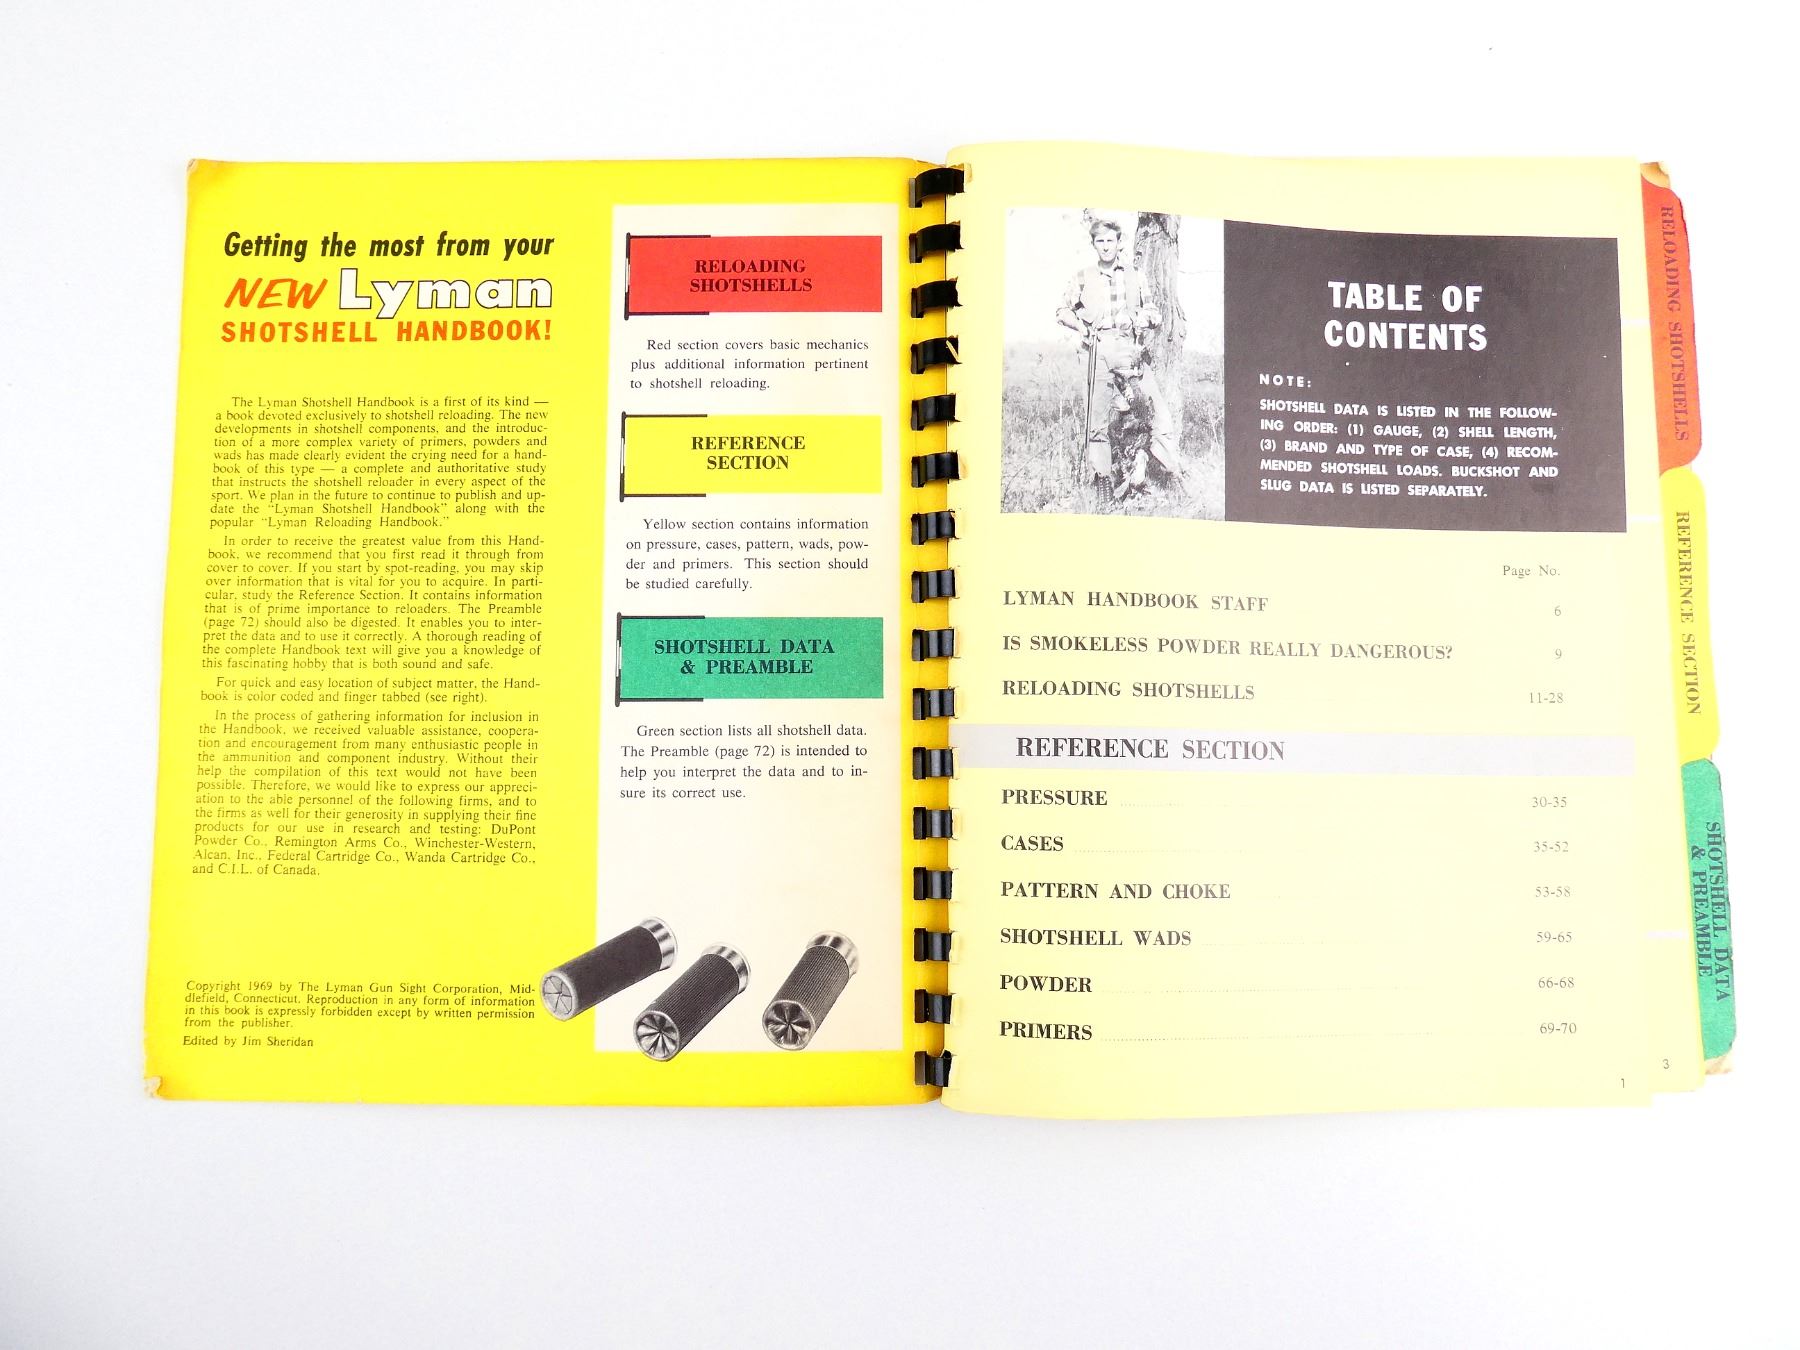 Getting the most from your
NEW Lyman
SHOTSHELL HANDBOOK!
The Lyman Shotshell Handbook is a first of its kind —
a book devoted exclusively to shotshell reloading. The new
developments in shotshell components, and the introduc-
tion of a more complex variety of primers, powders and
wads has made clearly evident the crying need for a hand-
book of this type — a complete and authoritative study
that instructs the shotshell reloader in every aspect of the
sport. We plan in the future to continue to publish and up-
date the "Lyman Shotshell Handbook" along with the
popular "Lyman Reloading Handbook."
In order to receive the greatest value from this Hand-
book, we recommend that you first read it through from
cover to cover. If you start by spot-reading, you may skip
over information that is vital for you to acquire. In parti-
cular, study the Reference Section. It contains information
that is of prime importance to reloaders. The Preamble
(page 72) should also be digested. It enables you to inter-
pret the data and to use it correctly. A thorough reading of
the complete Handbook text will give you a knowledge of
this fascinating hobby that is both sound and safe.
For quick and easy location of subject matter, the Hand-
book is color coded and finger tabbed (see right).
In the process of gathering information for inclusion in
the Handbook, we received valuable assistance, coopera-
tion and encouragement from many enthusiastic people in
the ammunition and component industry. Without their
help the compilation of this text would not have been
possible. Therefore, we would like to express our appreci-
ation to the able personnel of the following firms, and to
the firms as well for their generosity in supplying their fine
products for our use in research and testing: DuPont
Powder Co., Remington Arms Co., Winchester-Western,
Alcan, Inc., Federal Cartridge Co., Wanda Cartridge Co.,
and C.I.L. of Canada.
Copyright 1969 by The Lyman Gun Sight Corporation, Mid-
dlefield, Connecticut. Reproduction in any form of information
in this book is expressly forbidden except by written permission
from the publisher.
Edited by Jim Sheridan
RELOADING
SHOTSHELLS
Red section covers basic mechanics
plus additional information pertinent
to shotshell reloading.
REFERENCE
SECTION
Yellow section contains information
on pressure, cases, pattern, wads, pow-
der and primers. This section should
be studied carefully.
SHOTSHELL DATA
& PREAMBLE
Green section lists all shotshell data.
The Preamble (page 72) is intended to
help you interpret the data and to in-
sure its correct use.
TABLE OF
CONTENTS
NOTE:
SHOTSHELL DATA IS LISTED IN THE FOLLOW-
ING ORDER: (1) GAUGE, (2) SHELL LENGTH,
(3) BRAND AND TYPE OF CASE, (4) RECOM-
MENDED SHOTSHELL LOADS. BUCKSHOT AND
SLUG DATA IS LISTED SEPARATELY.
Page No.
LYMAN HANDBOOK STAFF 6
IS SMOKELESS POWDER REALLY DANGEROUS? 9
RELOADING SHOTSHELLS 11-28
REFERENCE SECTION
PRESSURE 30-35
CASES 35-52
PATTERN AND CHOKE 53-58
SHOTSHELL WADS 59-65
POWDER 66-68
PRIMERS 69-70
1
3
RELOADING SHOTSHELLS
REFERENCE SECTION
SHOTSHELL DATA
& PREAMBLE